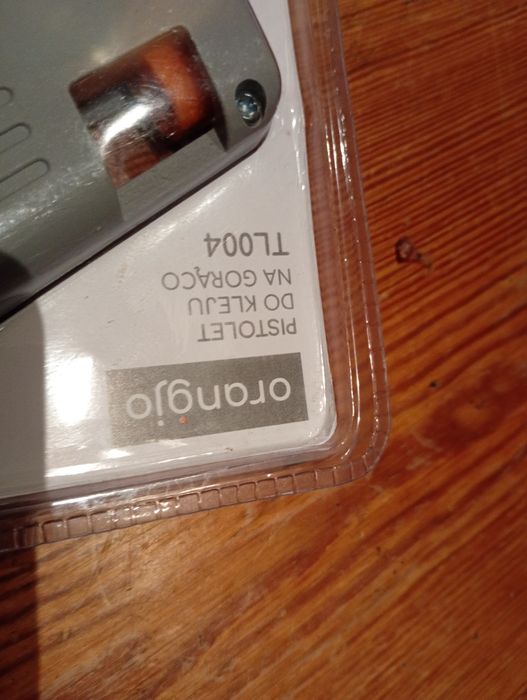 orangjo
PISTOLET
DO KLEJU
NA GORĄCO
TL004